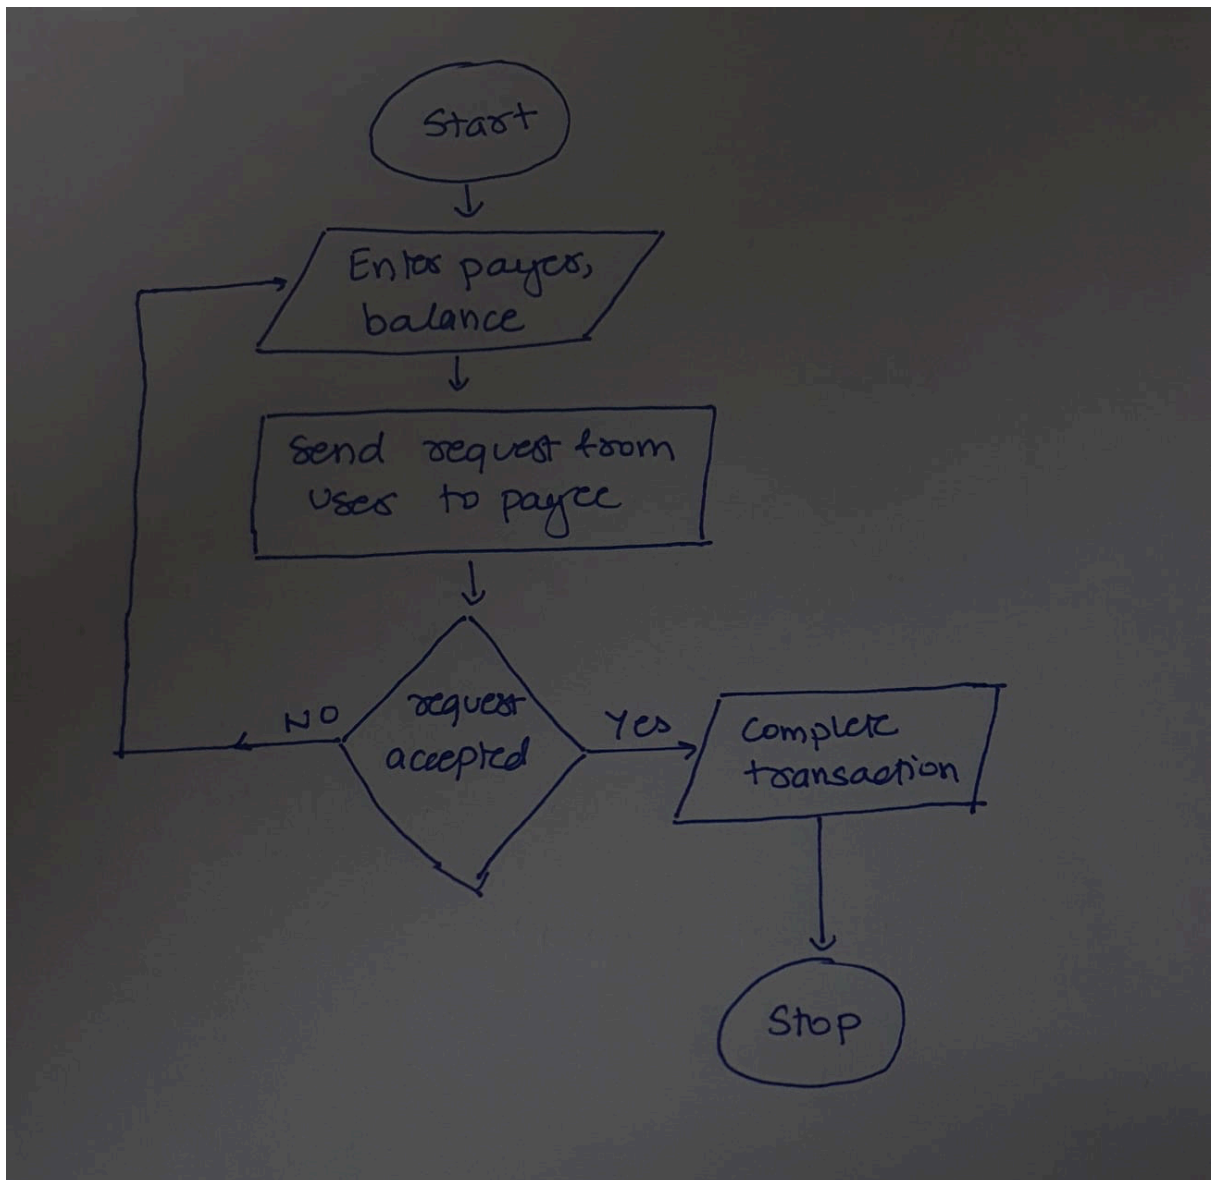 Start
Enter payer,
balance
Send request from
user to payee
request
accepted
NO
Yes
Complete
transaction
Stop